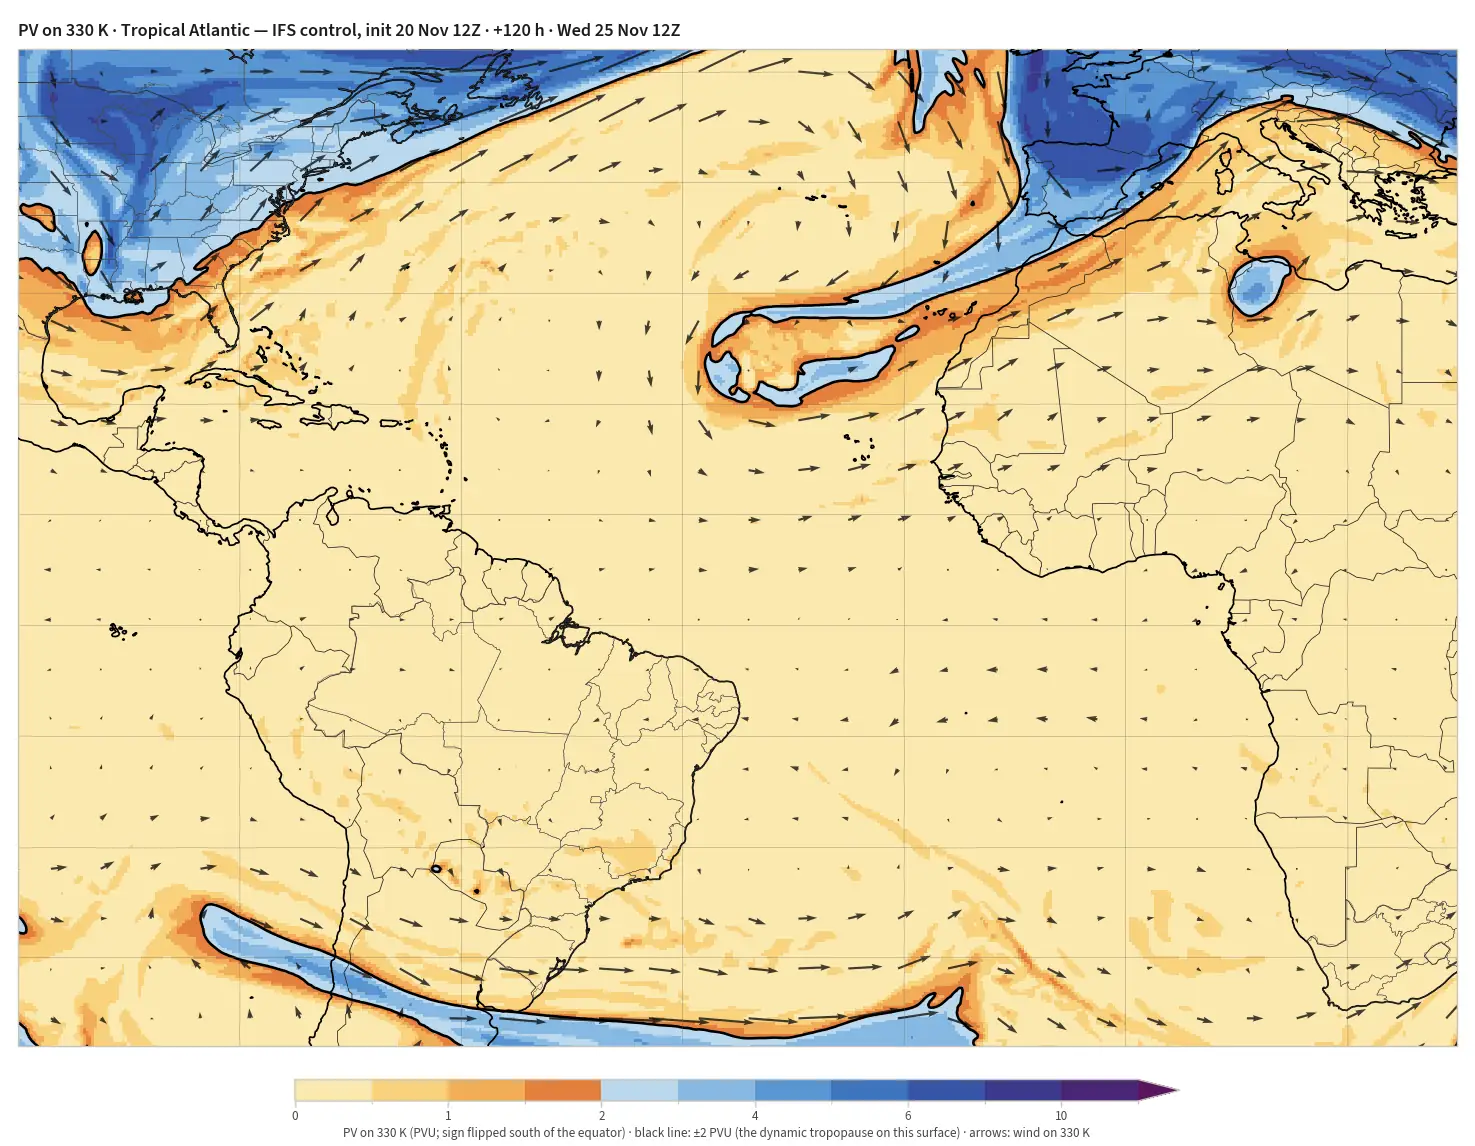 PV on 330 K · Tropical Atlantic — IFS control, init 20 Nov 12Z · +120 h · Wed 25 Nov 12Z
0 1 2 4 6 10
PV on 330 K (PVU; sign flipped south of the equator) · black line: ±2 PVU (the dynamic tropopause on this surface) · arrows: wind on 330 K